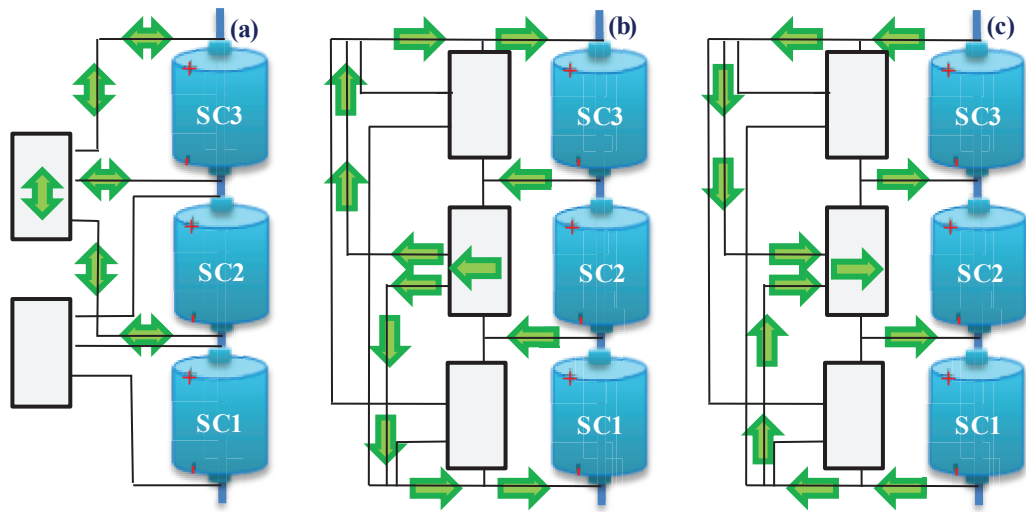 (a) (b) (c)
+ + +
SC3 SC3 SC3
+ + +
SC2 SC2 SC2
+ + +
SC1 SC1 SC1